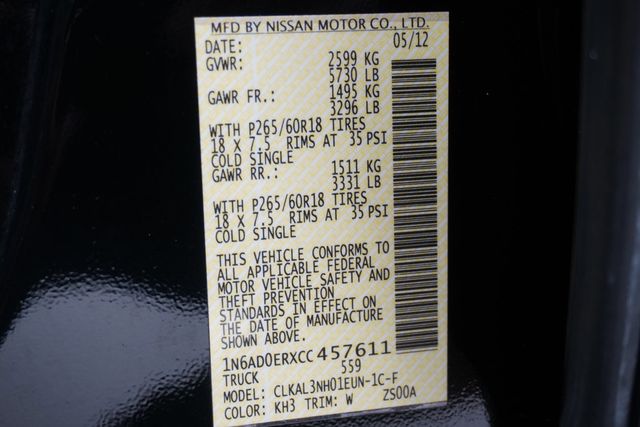 MFD BY NISSAN MOTOR CO., LTD.
DATE: 05/12
GVWR: 2599 KG
5730 LB
GAWR FR.: 1495 KG
3296 LB
WITH P265/60R18 TIRES
18 X 7.5 RIMS AT 35 PSI
COLD SINGLE
GAWR RR.: 1511 KG
3331 LB
WITH P265/60R18 TIRES
18 X 7.5 RIMS AT 35 PSI
COLD SINGLE
THIS VEHICLE CONFORMS TO
ALL APPLICABLE FEDERAL
MOTOR VEHICLE SAFETY AND
THEFT PREVENTION
STANDARDS IN EFFECT ON
THE DATE OF MANUFACTURE
SHOWN ABOVE.
1N6AD0ERXCC457611
TRUCK 559
MODEL: CLKAL3NH01EUN-1C-F
COLOR: KH3 TRIM: W ZS00A